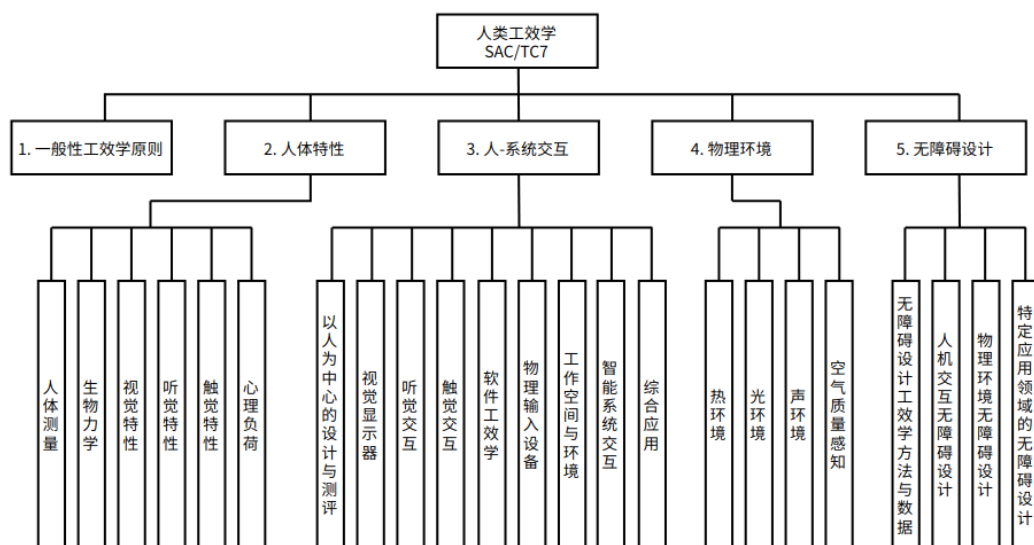 人类工效学
SAC/TC7
1. 一般性工效学原则
2. 人体特性
3. 人-系统交互
4. 物理环境
5. 无障碍设计
人体测量
生物力学
视觉特性
听觉特性
触觉特性
心理负荷
以人为中心的设计与测评
视觉显示器
听觉交互
触觉交互
软件工效学
物理输入设备
工作空间与环境
智能系统交互
综合应用
热环境
光环境
声环境
空气质量感知
无障碍设计工效学方法与数据
人机交互无障碍设计
物理环境无障碍设计
特定应用领域的无障碍设计